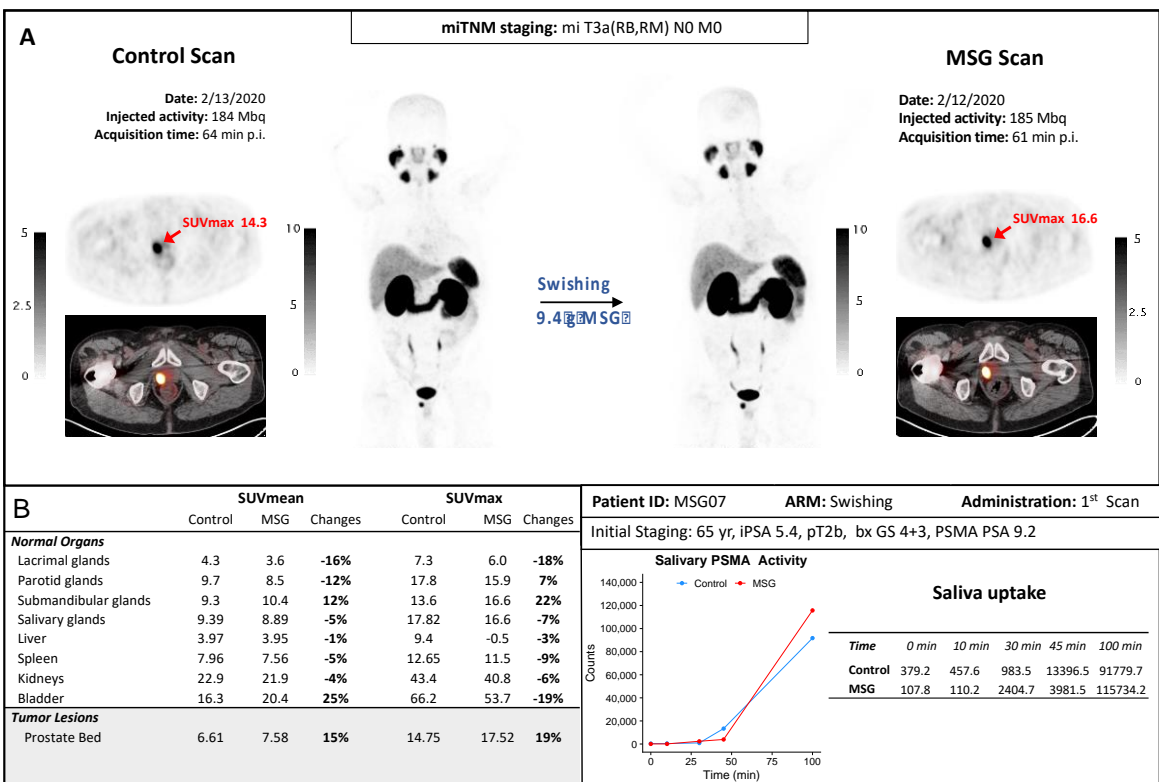 miTNM staging: mi T3a(RB,RM) N0 M0
A
Control Scan
Date: 2/13/2020
Injected activity: 184 Mbq
Acquisition time: 64 min p.i.
MSG Scan
Date: 2/12/2020
Injected activity: 185 Mbq
Acquisition time: 61 min p.i.
SUVmax 14.3
5
2.5
0
10
5
0
Swishing
9.4 g MSG
10
5
0
SUVmax 16.6
5
2.5
0
B
SUVmean SUVmax
Control MSG Changes Control MSG Changes
Normal Organs
Lacrimal glands 4.3 3.6 -16% 7.3 6.0 -18%
Parotid glands 9.7 8.5 -12% 17.8 15.9 7%
Submandibular glands 9.3 10.4 12% 13.6 16.6 22%
Salivary glands 9.39 8.89 -5% 17.82 16.6 -7%
Liver 3.97 3.95 -1% 9.4 -0.5 -3%
Spleen 7.96 7.56 -5% 12.65 11.5 -9%
Kidneys 22.9 21.9 -4% 43.4 40.8 -6%
Bladder 16.3 20.4 25% 66.2 53.7 -19%
Tumor Lesions
Prostate Bed 6.61 7.58 15% 14.75 17.52 19%
Patient ID: MSG07 ARM: Swishing Administration: 1st Scan
Initial Staging: 65 yr, iPSA 5.4, pT2b, bx GS 4+3, PSMA PSA 9.2
Salivary PSMA Activity
Control MSG
Counts
140,000
120,000
100,000
80,000
60,000
40,000
20,000
0
0 25 50 75 100
Time (min)
Saliva uptake
Time 0 min 10 min 30 min 45 min 100 min
Control 379.2 457.6 983.5 13396.5 91779.7
MSG 107.8 110.2 2404.7 3981.5 115734.2